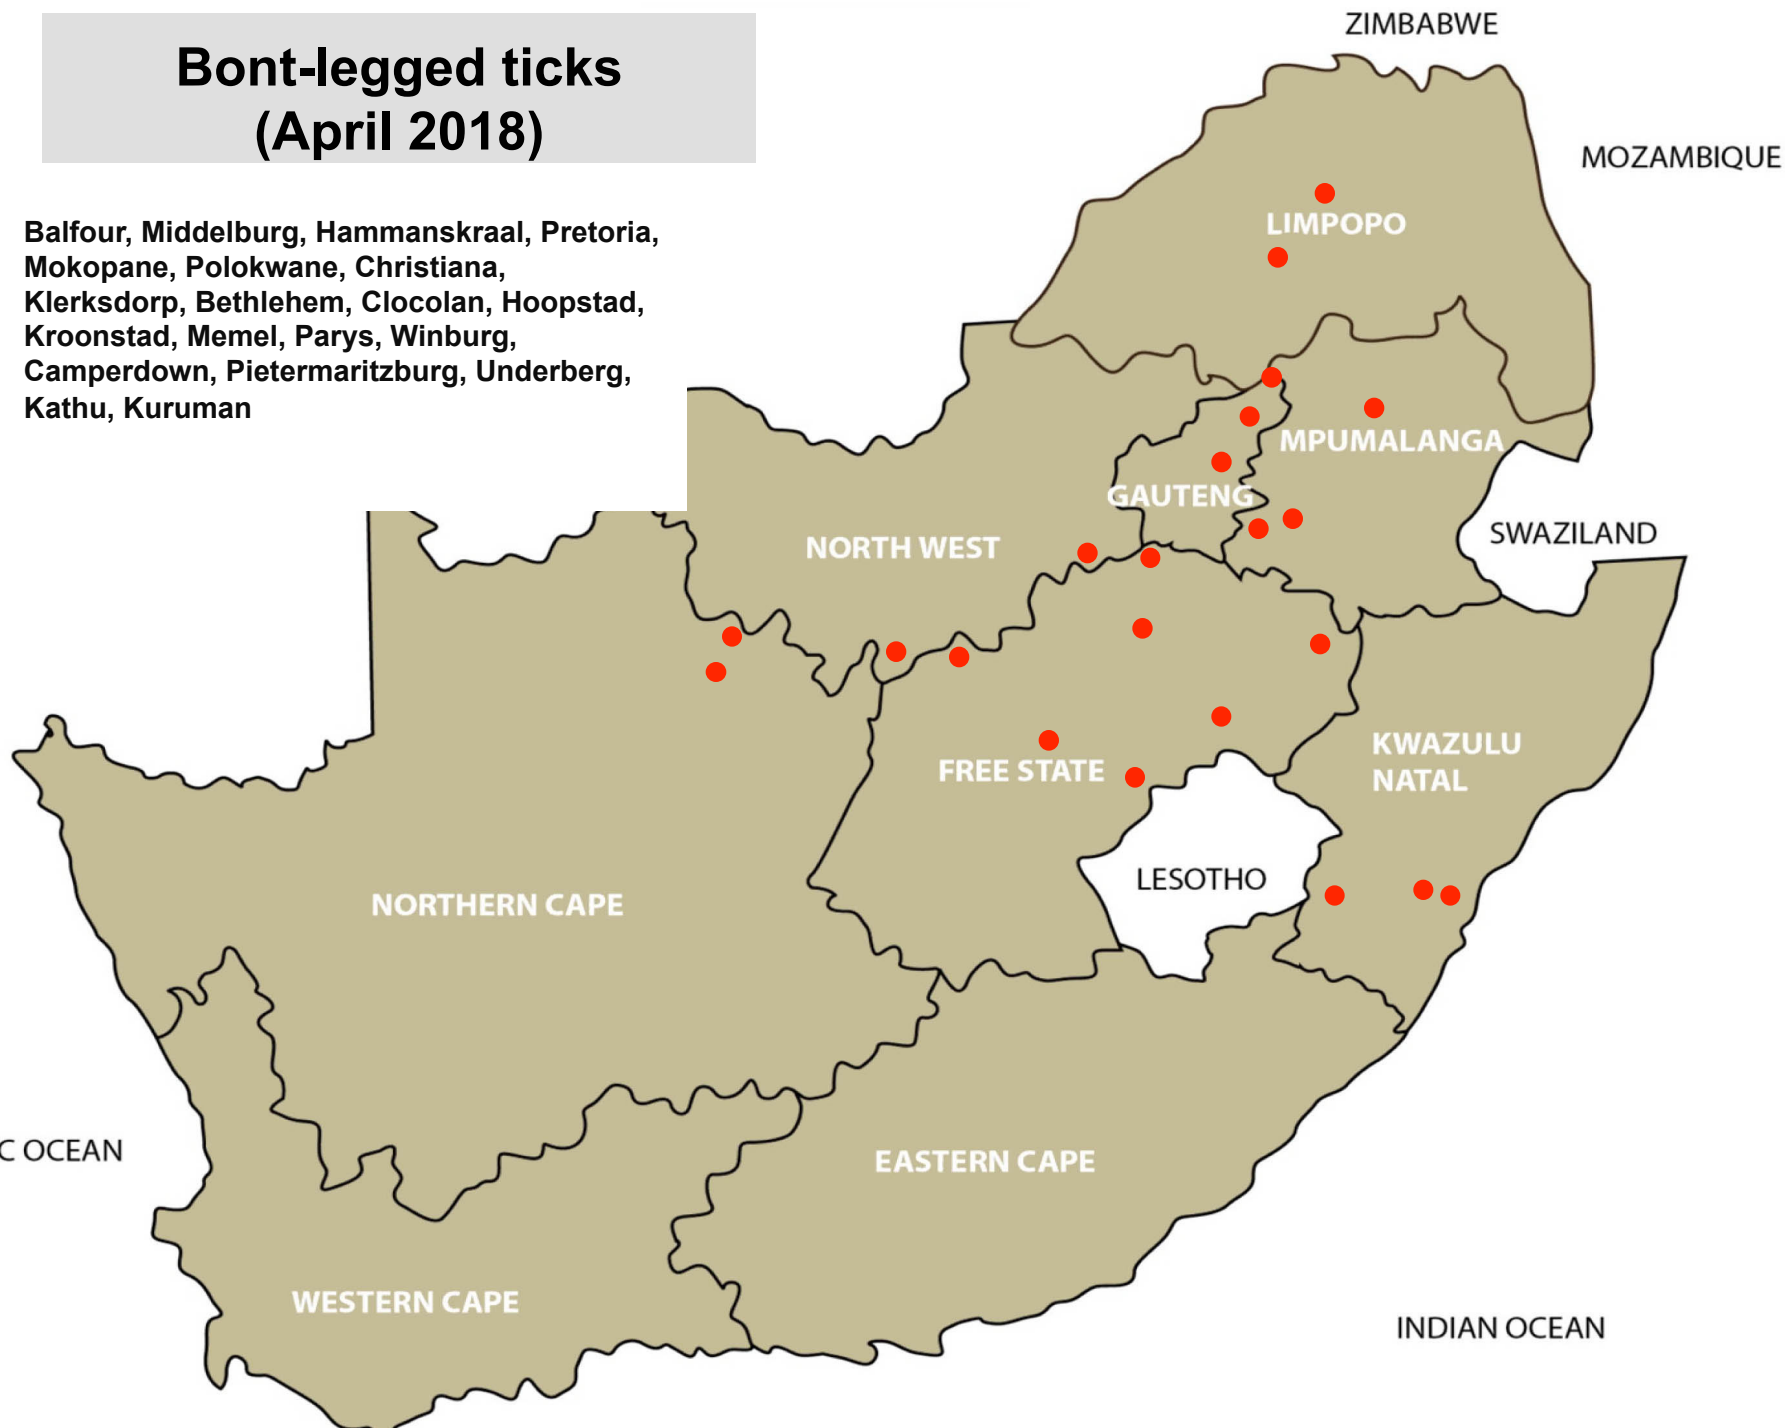 Bont-legged ticks
(April 2018)
Balfour, Middelburg, Hammanskraal, Pretoria,
Mokopane, Polokwane, Christiana,
Klerksdorp, Bethlehem, Clocolan, Hoopstad,
Kroonstad, Memel, Parys, Winburg,
Camperdown, Pietermaritzburg, Underberg,
Kathu, Kuruman
ZIMBABWE
MOZAMBIQUE
LIMPOPO
MPUMALANGA
GAUTENG
SWAZILAND
NORTH WEST
KWAZULU
NATAL
FREE STATE
LESOTHO
NORTHERN CAPE
C OCEAN
EASTERN CAPE
WESTERN CAPE
INDIAN OCEAN